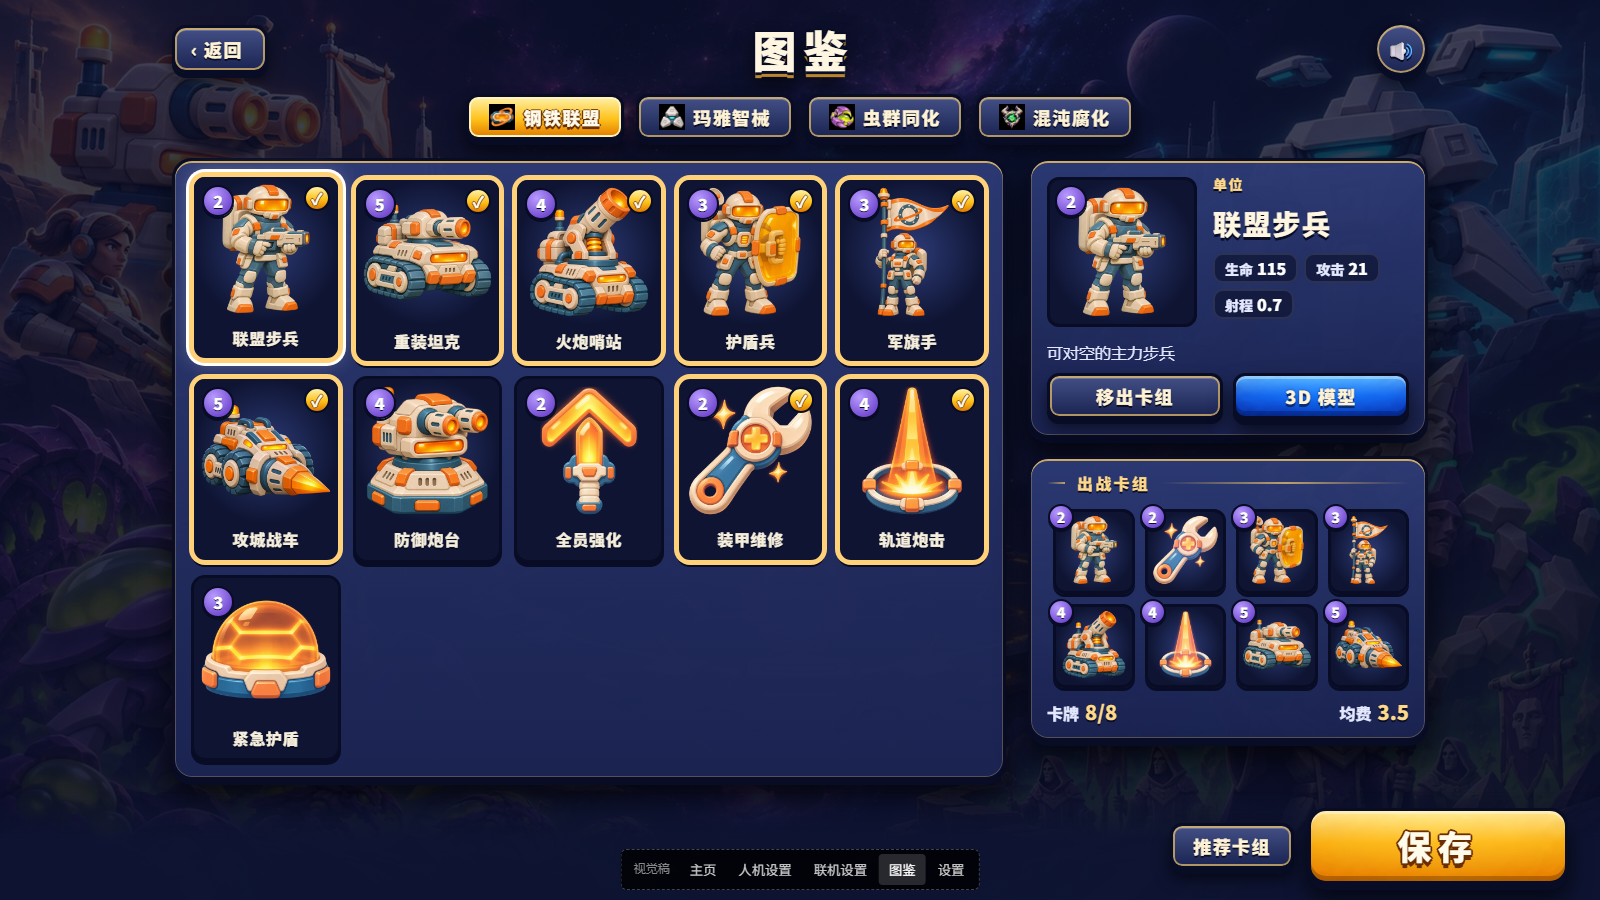 ‹ 返回
图鉴
钢铁联盟
玛雅智械
虫群同化
混沌腐化
2
联盟步兵
5
重装坦克
4
火炮哨站
3
护盾兵
3
军旗手
5
攻城战车
4
防御炮台
2
全员强化
2
装甲维修
4
轨道炮击
3
紧急护盾
2
单位
联盟步兵
生命 115
攻击 21
射程 0.7
可对空的主力步兵
移出卡组
3D 模型
出战卡组
2
2
3
3
4
4
5
5
卡牌 8/8
均费 3.5
推荐卡组
保存
视觉稿
主页
人机设置
联机设置
图鉴
设置